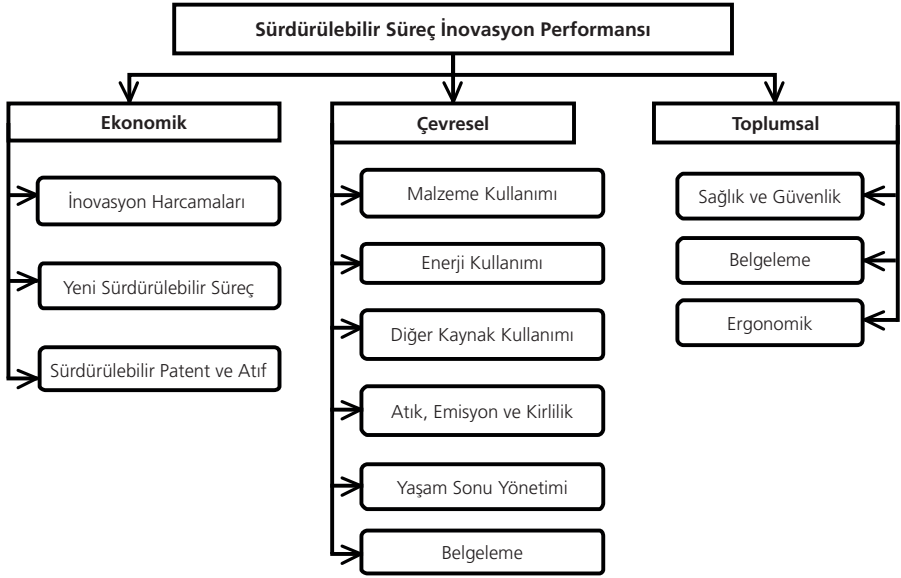 Sürdürülebilir Süreç İnovasyon Performansı
Ekonomik
İnovasyon Harcamaları
Yeni Sürdürülebilir Süreç
Sürdürülebilir Patent ve Atıf
Çevresel
Malzeme Kullanımı
Enerji Kullanımı
Diğer Kaynak Kullanımı
Atık, Emisyon ve Kirlilik
Yaşam Sonu Yönetimi
Belgeleme
Toplumsal
Sağlık ve Güvenlik
Belgeleme
Ergonomik